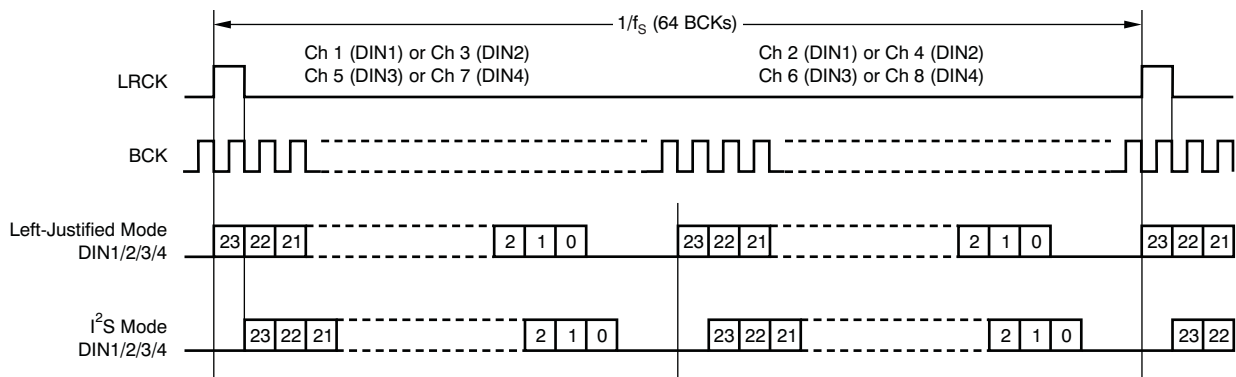 1/fS (64 BCKs)
Ch 1 (DIN1) or Ch 3 (DIN2)
Ch 5 (DIN3) or Ch 7 (DIN4)
Ch 2 (DIN1) or Ch 4 (DIN2)
Ch 6 (DIN3) or Ch 8 (DIN4)
LRCK
BCK
Left-Justified Mode
DIN1/2/3/4
23 22 21 2 1 0 23 22 21 2 1 0 23 22 21
I2S Mode
DIN1/2/3/4
23 22 21 2 1 0 23 22 21 2 1 0 23 22